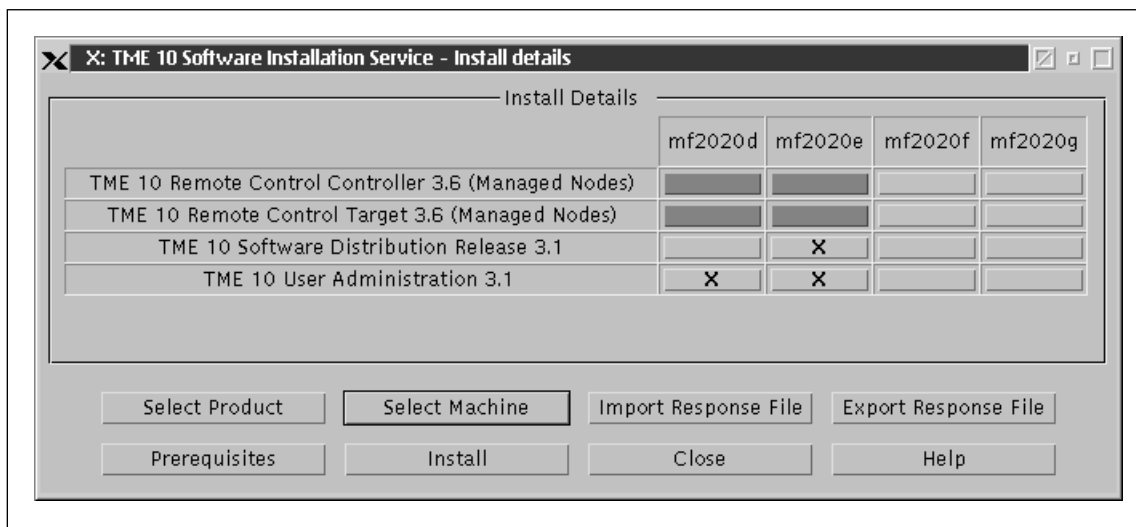 X: TME 10 Software Installation Service - Install details
Install Details
mf2020d mf2020e mf2020f mf2020g
TME 10 Remote Control Controller 3.6 (Managed Nodes)
TME 10 Remote Control Target 3.6 (Managed Nodes)
TME 10 Software Distribution Release 3.1 X
TME 10 User Administration 3.1 X X
Select Product Select Machine Import Response File Export Response File
Prerequisites Install Close Help